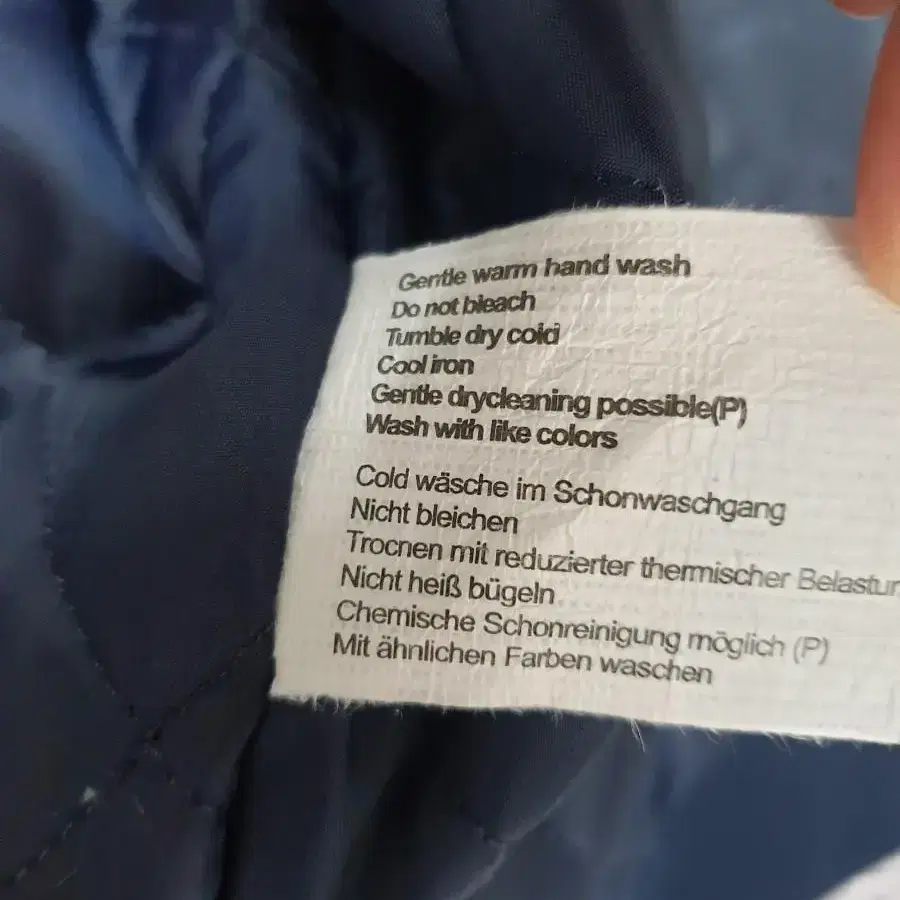 Gentle warm hand wash
Do not bleach
Tumble dry cold
Cool iron
Gentle drycleaning possible(P)
Wash with like colors
Cold wäsche im Schonwaschgang
Nicht bleichen
Trocnen mit reduzierter thermischer Belastun
Nicht heiß bügeln
Chemische Schonreinigung möglich (P)
Mit ähnlichen Farben waschen